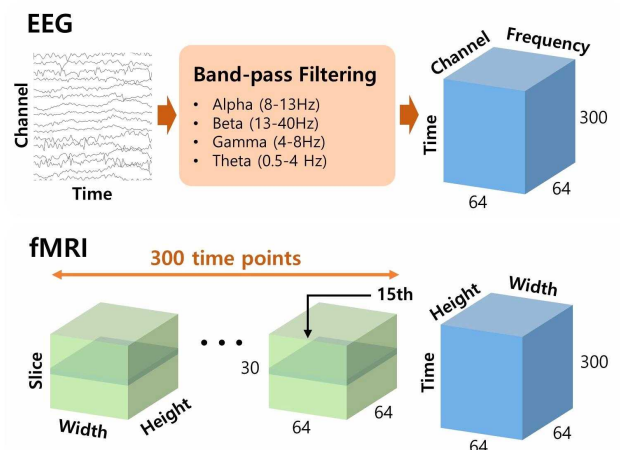 EEG
Channel
Time
Band-pass Filtering
• Alpha (8-13Hz)
• Beta (13-40Hz)
• Gamma (4-8Hz)
• Theta (0.5-4 Hz)
Channel
Frequency
Time
300
64
64
fMRI
300 time points
15th
Slice
Width
Height
30
64
64
Height
Width
Time
300
64
64